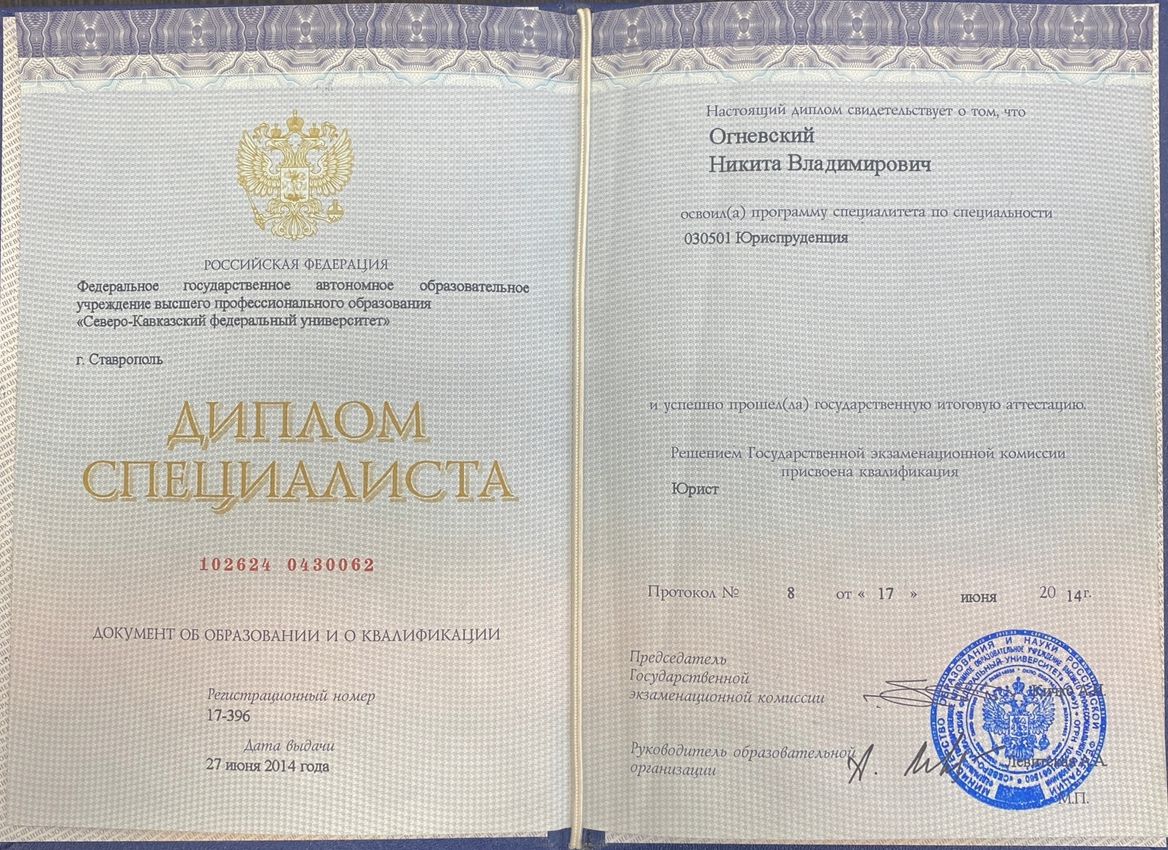 РОССИЙСКАЯ ФЕДЕРАЦИЯ
Федеральное государственное автономное образовательное
учреждение высшего профессионального образования
«Северо-Кавказский федеральный университет»
г. Ставрополь
ДИПЛОМ
СПЕЦИАЛИСТА
102624 0430062
ДОКУМЕНТ ОБ ОБРАЗОВАНИИ И О КВАЛИФИКАЦИИ
Регистрационный номер
17-396
Дата выдачи
27 июня 2014 года
Настоящий диплом свидетельствует о том, что
Огневский
Никита Владимирович
освоил(а) программу специалитета по специальности
030501 Юриспруденция
и успешно прошел(ла) государственную итоговую аттестацию.
Решением Государственной экзаменационной комиссии
присвоена квалификация
Юрист
Протокол № 8 от « 17 » июня 20 14 г.
Председатель
Государственной
экзаменационной комиссии
Руководитель образовательной
организации
Левитская А.А.
М.П.